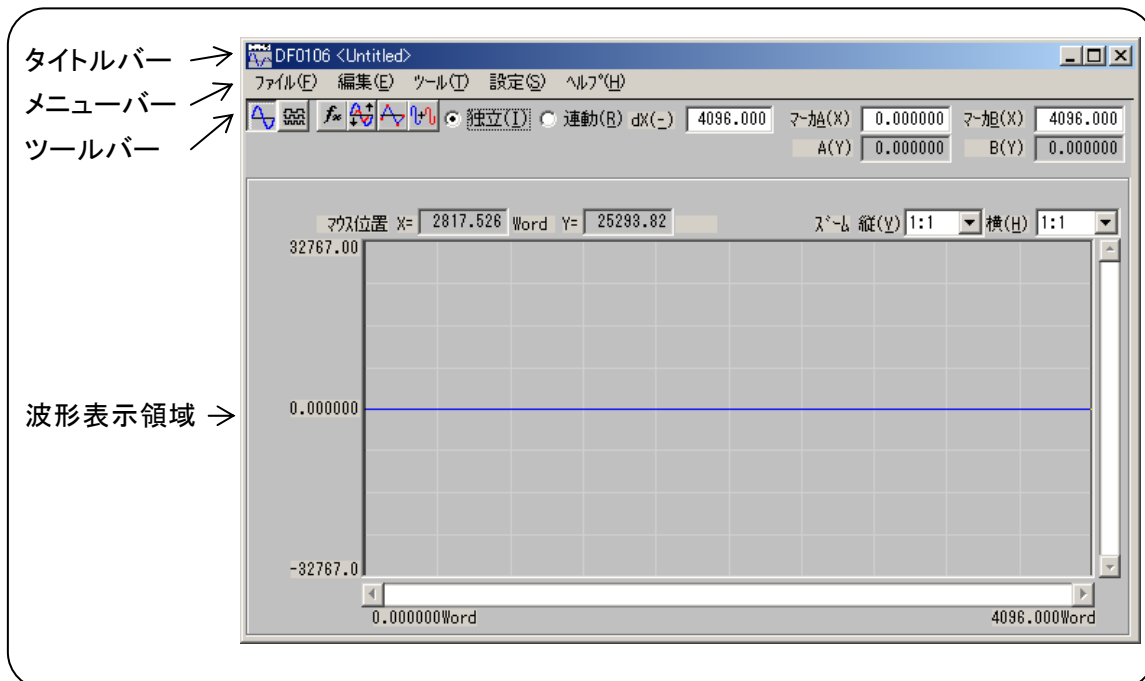 タイトルバー
メニューバー
ツールバー
波形表示領域
DF0106 <Untitled>
ﾌｧｲﾙ(F) 編集(E) ﾂｰﾙ(T) 設定(S) ﾍﾙﾌﾟ(H)
独立(I) 連動(R) dX(-) 4096.000 ﾏｰｶA(X) 0.000000 ﾏｰｶB(X) 4096.000
A(Y) 0.000000 B(Y) 0.000000
ﾏｳｽ位置 X= 2817.526 Word Y= 25293.82 ｽﾞｰﾑ 縦(V) 1:1 横(H) 1:1
32767.00
0.000000
-32767.0
0.000000Word 4096.000Word